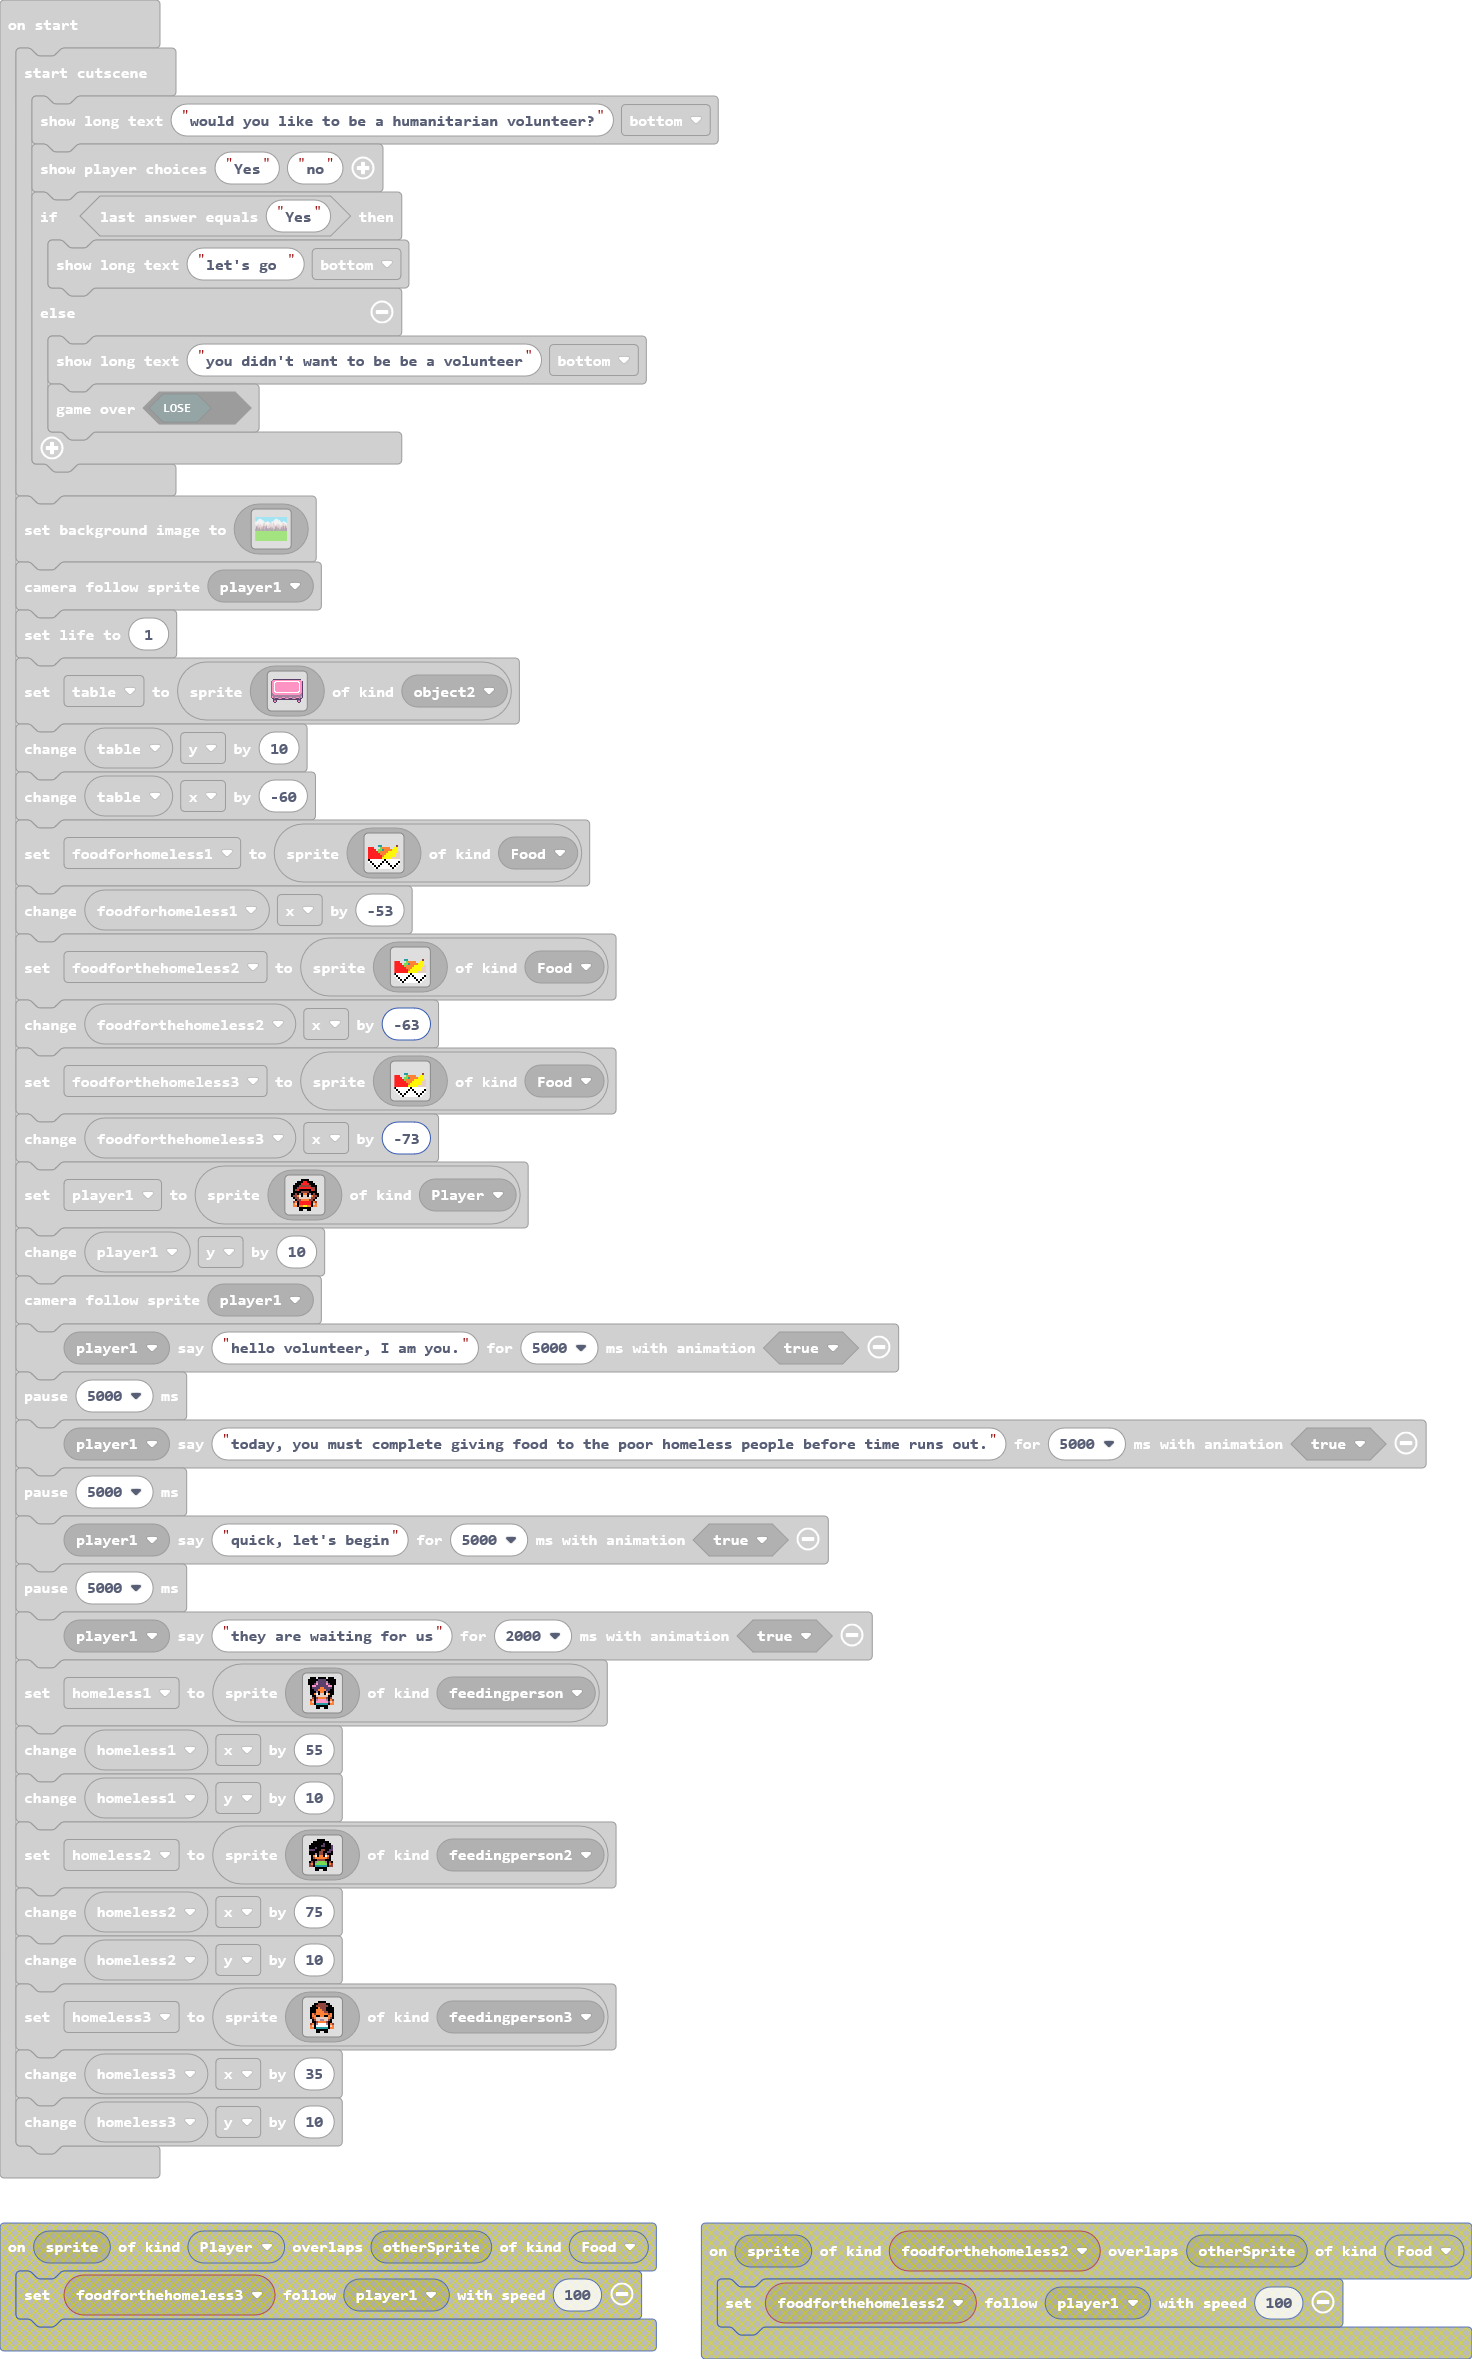 on start
start cutscene
show long text "would you like to be a humanitarian volunteer?" bottom
show player choices "Yes" "no"
if last answer equals "Yes" then
show long text "let's go " bottom
else
show long text "you didn't want to be be a volunteer" bottom
game over LOSE
set background image to
camera follow sprite player1
set life to 1
set table to sprite of kind object2
change table y by 10
change table x by -60
set foodforhomeless1 to sprite of kind Food
change foodforhomeless1 x by -53
set foodforthehomeless2 to sprite of kind Food
change foodforthehomeless2 x by -63
set foodforthehomeless3 to sprite of kind Food
change foodforthehomeless3 x by -73
set player1 to sprite of kind Player
change player1 y by 10
camera follow sprite player1
player1 say "hello volunteer, I am you." for 5000 ms with animation true
pause 5000 ms
player1 say "today, you must complete giving food to the poor homeless people before time runs out." for 5000 ms with animation true
pause 5000 ms
player1 say "quick, let's begin" for 5000 ms with animation true
pause 5000 ms
player1 say "they are waiting for us" for 2000 ms with animation true
set homeless1 to sprite of kind feedingperson
change homeless1 x by 55
change homeless1 y by 10
set homeless2 to sprite of kind feedingperson2
change homeless2 x by 75
change homeless2 y by 10
set homeless3 to sprite of kind feedingperson3
change homeless3 x by 35
change homeless3 y by 10
on sprite of kind Player overlaps otherSprite of kind Food
set foodforthehomeless3 follow player1 with speed 100
on sprite of kind foodforthehomeless2 overlaps otherSprite of kind Food
set foodforthehomeless2 follow player1 with speed 100